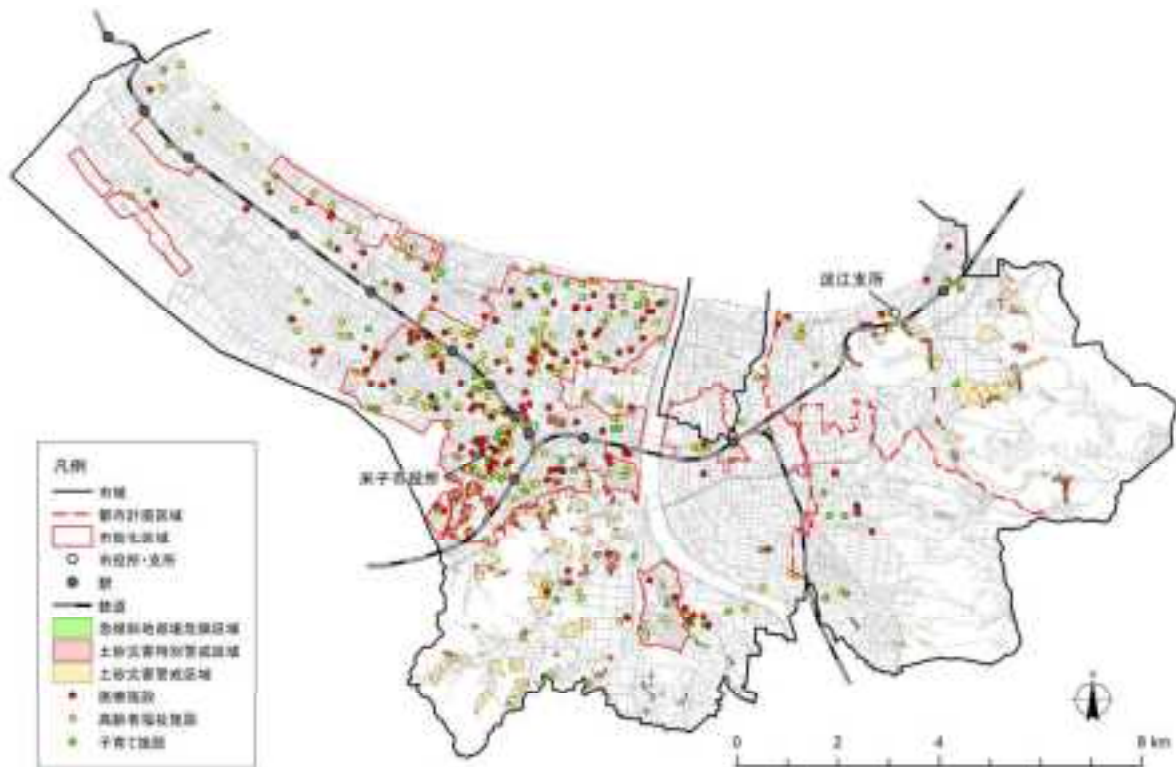 淀江支所
米子市役所
凡例
市域
都市計画区域
市街化区域
市役所・支所
駅
鉄道
急傾斜地崩壊危険区域
土砂災害特別警戒区域
土砂災害警戒区域
医療施設
高齢者福祉施設
子育て施設
0 2 4 8 km